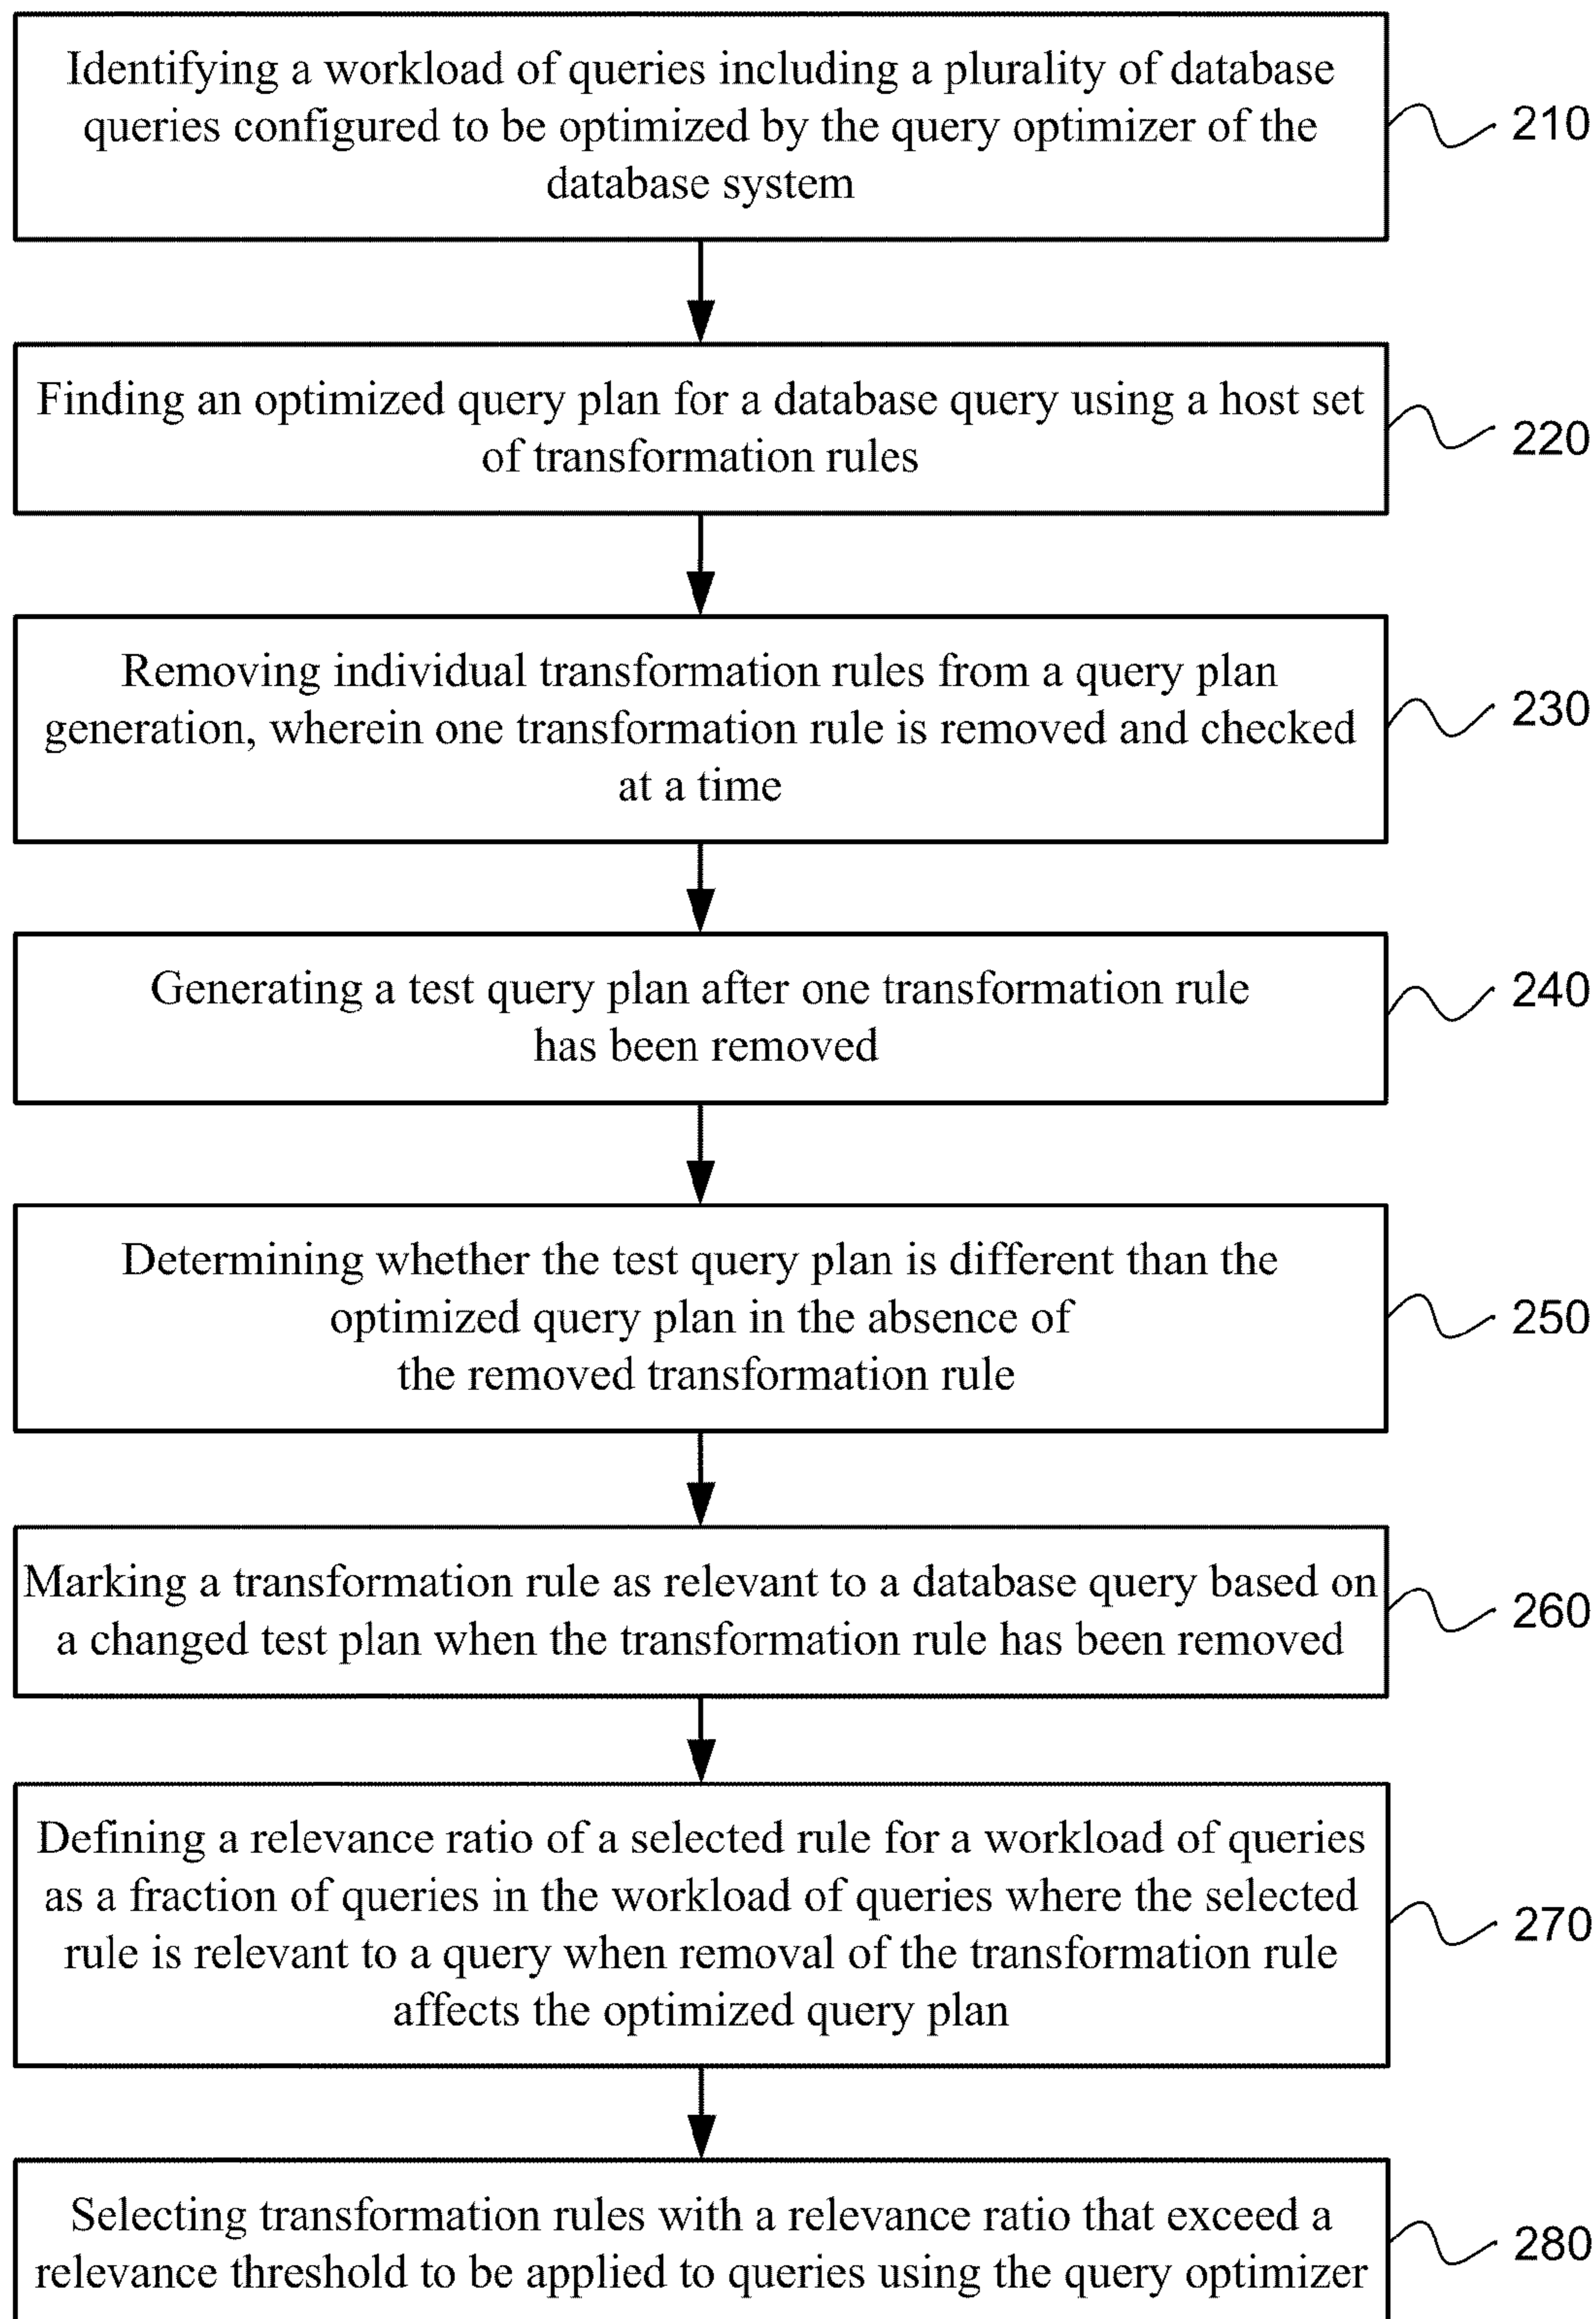 Identifying a workload of queries including a plurality of database
queries configured to be optimized by the query optimizer of the
database system
210
Finding an optimized query plan for a database query using a host set
of transformation rules
220
Removing individual transformation rules from a query plan
generation, wherein one transformation rule is removed and checked
at a time
230
Generating a test query plan after one transformation rule
has been removed
240
Determining whether the test query plan is different than the
optimized query plan in the absence of
the removed transformation rule
250
Marking a transformation rule as relevant to a database query based on
a changed test plan when the transformation rule has been removed
260
Defining a relevance ratio of a selected rule for a workload of queries
as a fraction of queries in the workload of queries where the selected
rule is relevant to a query when removal of the transformation rule
affects the optimized query plan
270
Selecting transformation rules with a relevance ratio that exceed a
relevance threshold to be applied to queries using the query optimizer
280